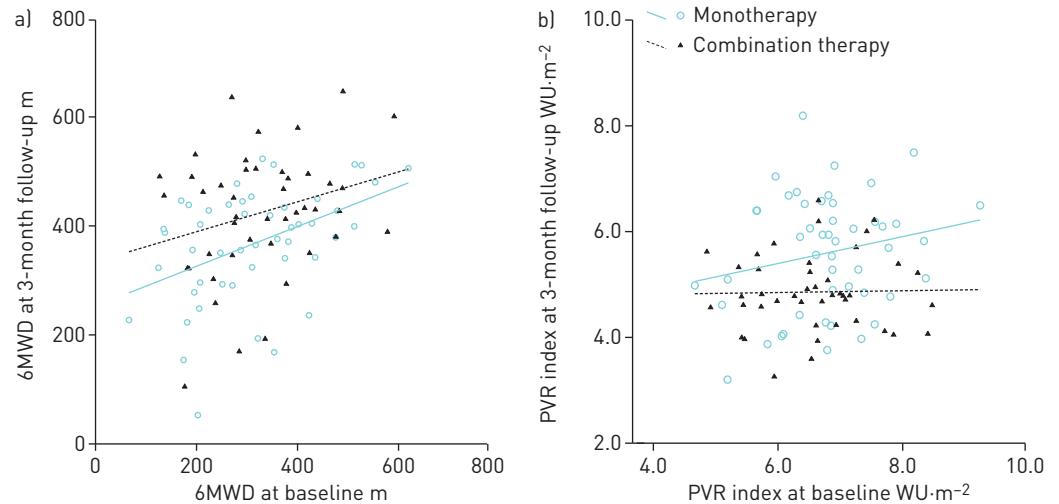 a)
800
600
400
200
0
0
200
400
600
800
6MWD at 3-month follow-up m
6MWD at baseline m
b)
Monotherapy
Combination therapy
10.0
8.0
6.0
4.0
2.0
4.0
6.0
8.0
10.0
PVR index at 3-month follow-up WU·m⁻²
PVR index at baseline WU·m⁻²